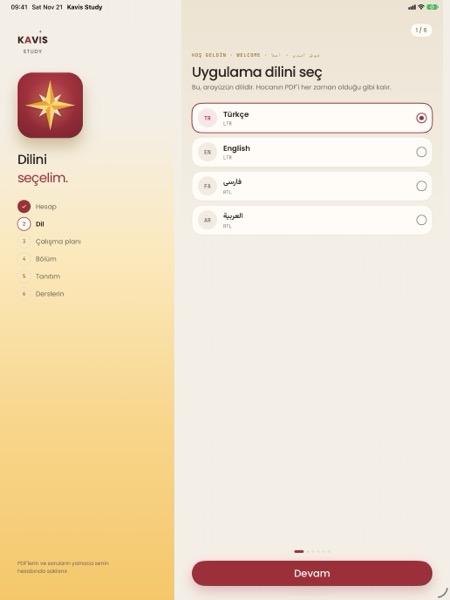 09:41 Sat Nov 21 Kavis Study
KAVIS
STUDY
Dilini
seçelim.
Hesap
2 Dil
3 Çalışma planı
4 Bölüm
5 Tanıtım
6 Derslerin
PDF'lerin ve soruların yalnızca senin
hesabında saklanır.
1 / 6
HOŞ GELDİN · WELCOME ·
Uygulama dilini seç
Bu, arayüzün dilidir. Hocanın PDF'i her zaman olduğu gibi kalır.
TR Türkçe
LTR
EN English
LTR
FA فارسی
RTL
AR العربية
RTL
Devam